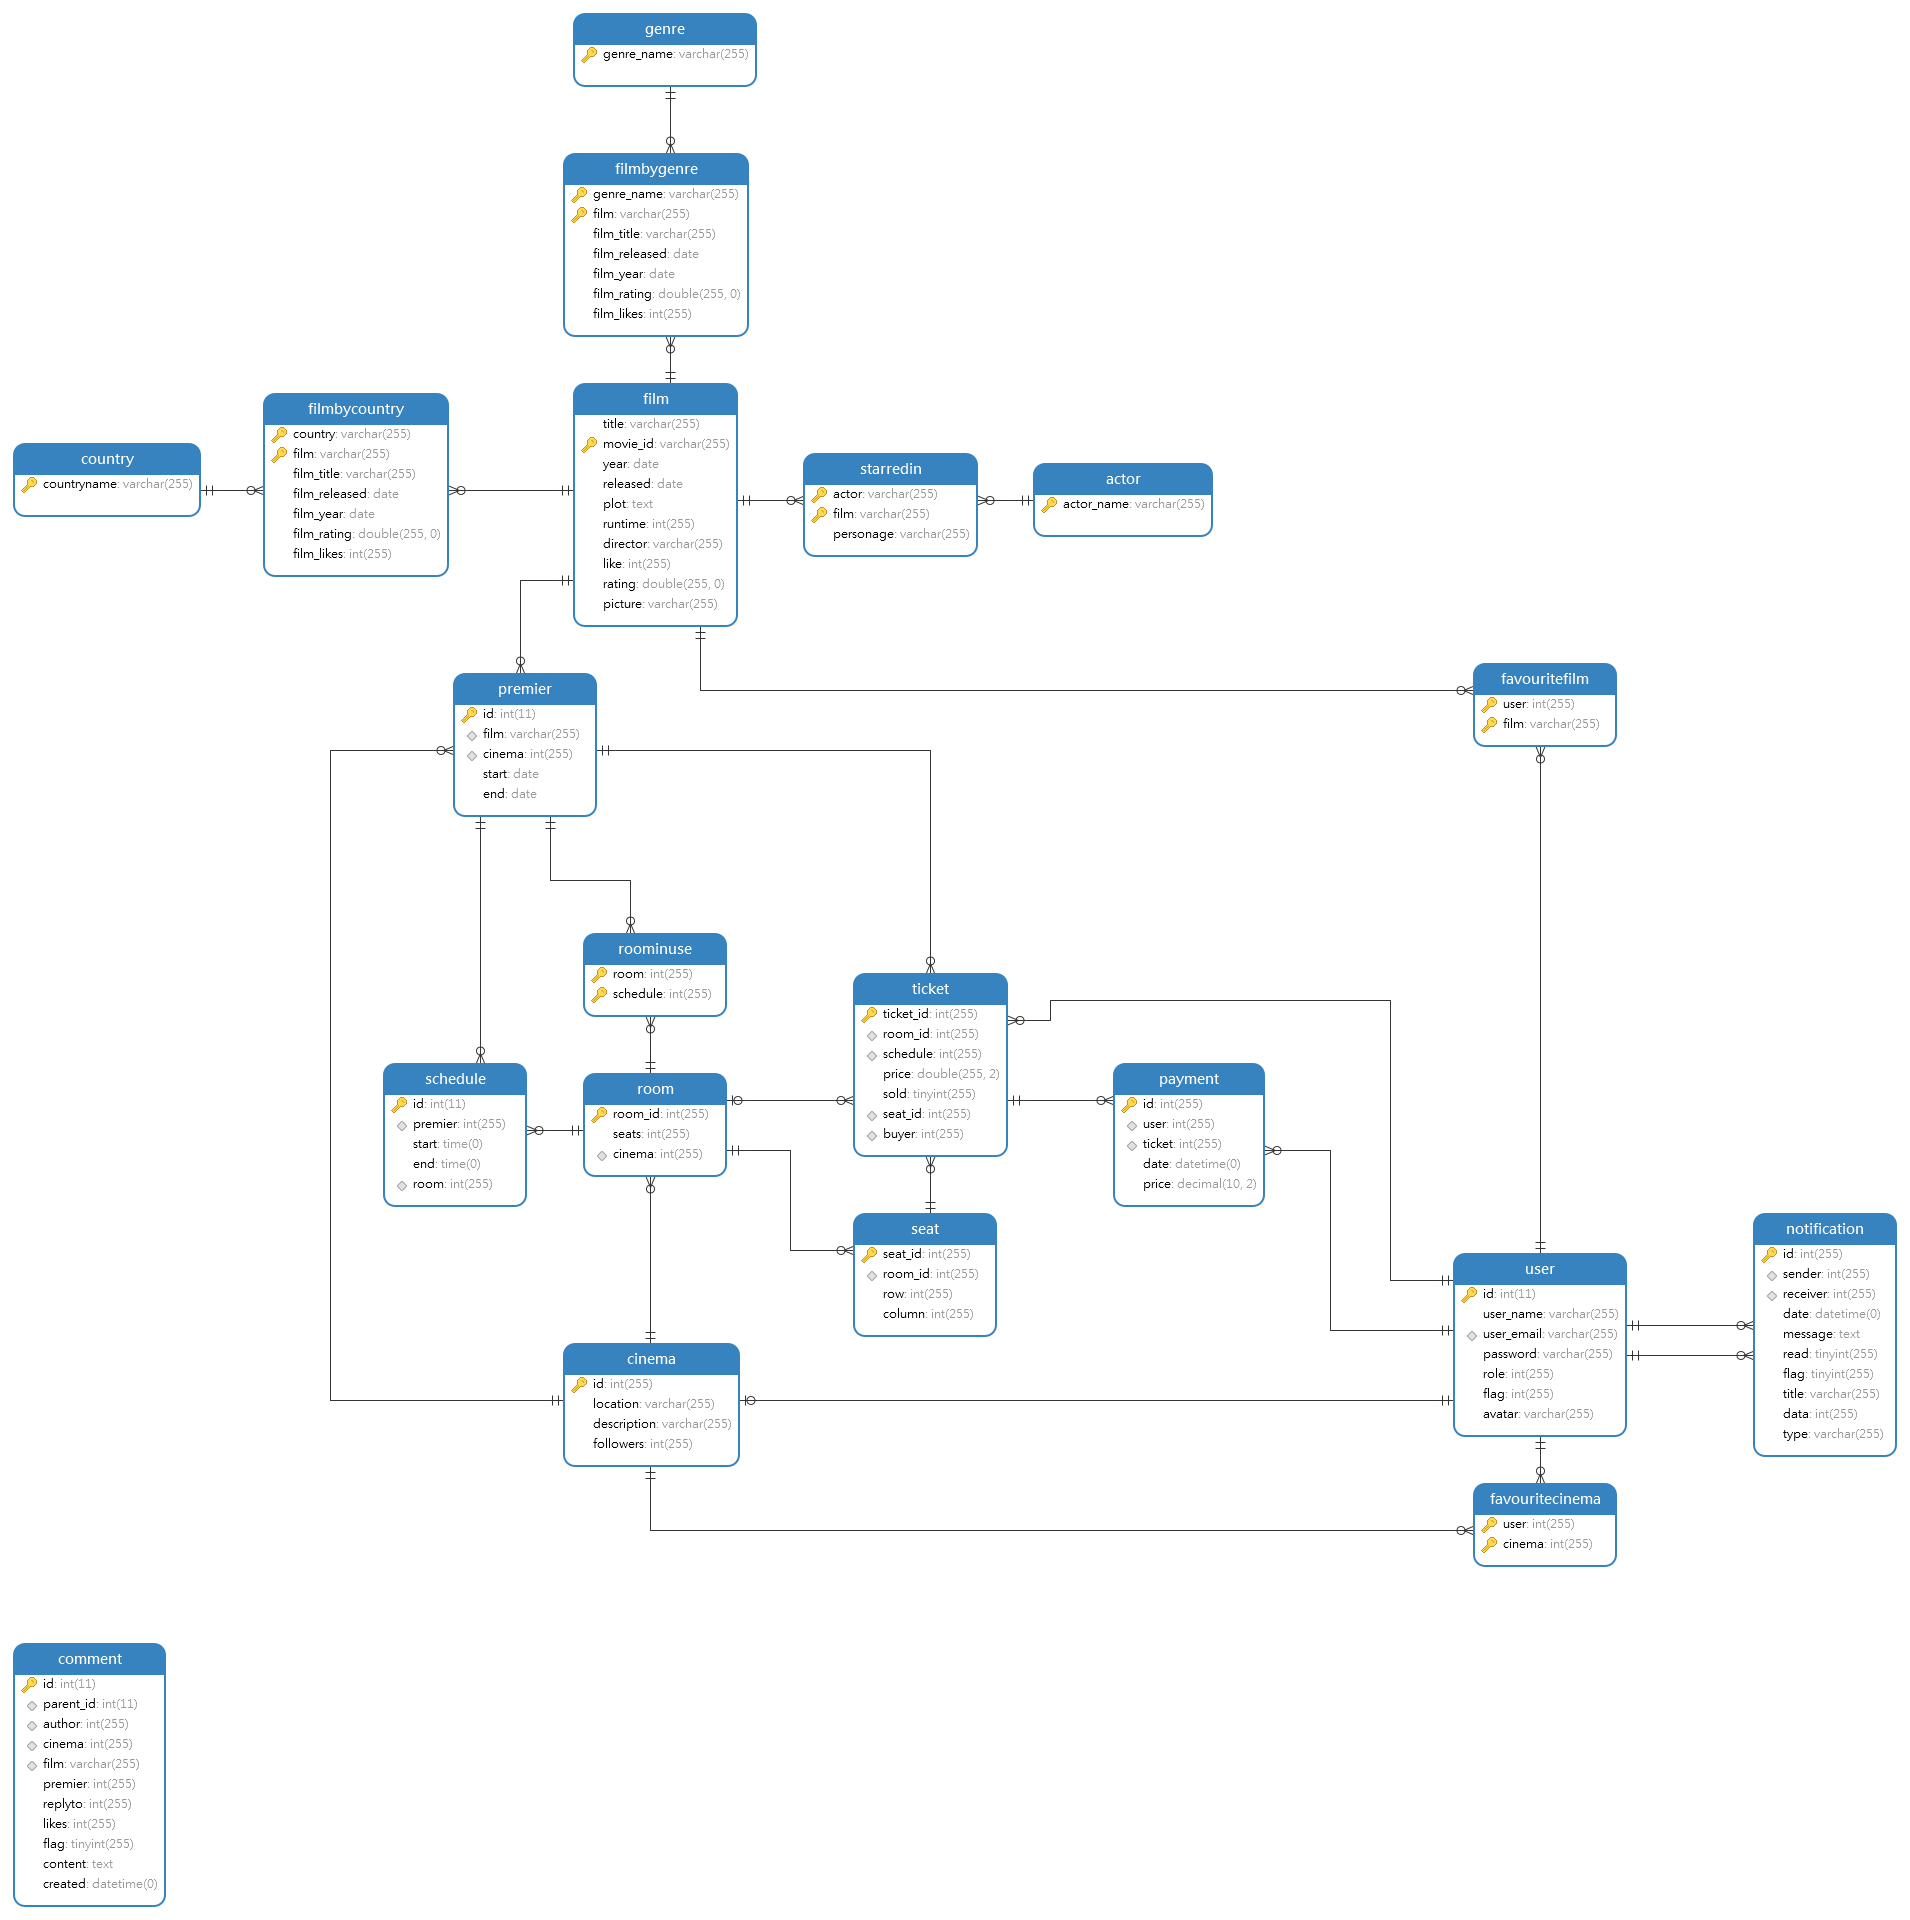 genre
genre_name: varchar(255)
filmbygenre
genre_name: varchar(255)
film: varchar(255)
film_title: varchar(255)
film_released: date
film_year: date
film_rating: double(255, 0)
film_likes: int(255)
country
countryname: varchar(255)
filmbycountry
country: varchar(255)
film: varchar(255)
film_title: varchar(255)
film_released: date
film_year: date
film_rating: double(255, 0)
film_likes: int(255)
film
title: varchar(255)
movie_id: varchar(255)
year: date
released: date
plot: text
runtime: int(255)
director: varchar(255)
like: int(255)
rating: double(255, 0)
picture: varchar(255)
starredin
actor: varchar(255)
film: varchar(255)
personage: varchar(255)
actor
actor_name: varchar(255)
premier
id: int(11)
film: varchar(255)
cinema: int(255)
start: date
end: date
favouritefilm
user: int(255)
film: varchar(255)
roominuse
room: int(255)
schedule: int(255)
schedule
id: int(11)
premier: int(255)
start: time(0)
end: time(0)
room: int(255)
room
room_id: int(255)
seats: int(255)
cinema: int(255)
ticket
ticket_id: int(255)
room_id: int(255)
schedule: int(255)
price: double(255, 2)
sold: tinyint(255)
seat_id: int(255)
buyer: int(255)
payment
id: int(255)
user: int(255)
ticket: int(255)
date: datetime(0)
price: decimal(10, 2)
seat
seat_id: int(255)
room_id: int(255)
row: int(255)
column: int(255)
user
id: int(11)
user_name: varchar(255)
user_email: varchar(255)
password: varchar(255)
role: int(255)
flag: int(255)
avatar: varchar(255)
notification
id: int(255)
sender: int(255)
receiver: int(255)
date: datetime(0)
message: text
read: tinyint(255)
flag: tinyint(255)
title: varchar(255)
data: int(255)
type: varchar(255)
cinema
id: int(255)
location: varchar(255)
description: varchar(255)
followers: int(255)
favouritecinema
user: int(255)
cinema: int(255)
comment
id: int(11)
parent_id: int(11)
author: int(255)
cinema: int(255)
film: varchar(255)
premier: int(255)
replyto: int(255)
likes: int(255)
flag: tinyint(255)
content: text
created: datetime(0)